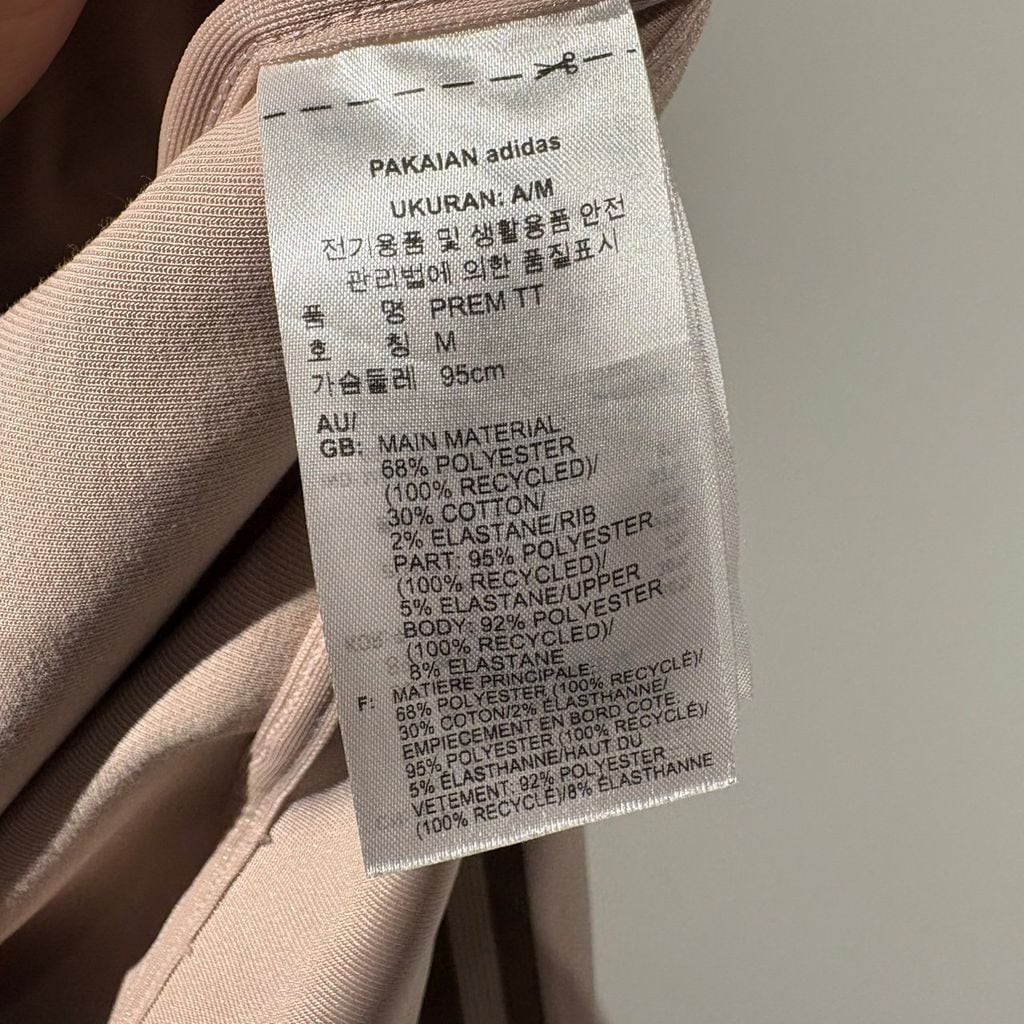 PAKAIAN adidas
UKURAN: A/M
전기용품 및 생활용품 안전
관리법에 의한 품질표시
품 명 PREM TT
호 칭 M
가슴둘레 95cm
AU/
GB: MAIN MATERIAL
68% POLYESTER
(100% RECYCLED)/
30% COTTON/
2% ELASTANE/RIB
PART: 95% POLYESTER
(100% RECYCLED)/
5% ELASTANE/UPPER
BODY: 92% POLYESTER
(100% RECYCLED)/
8% ELASTANE
F: MATIERE PRINCIPALE:
68% POLYESTER (100% RECYCLÉ)/
30% COTON/2% ÉLASTHANNE/
EMPIECEMENT EN BORD COTE
95% POLYESTER (100% RECYCLÉ)/
5% ÉLASTHANNE/HAUT DU
VETEMENT: 92% POLYESTER
(100% RECYCLÉ)/8% ÉLASTHANNE